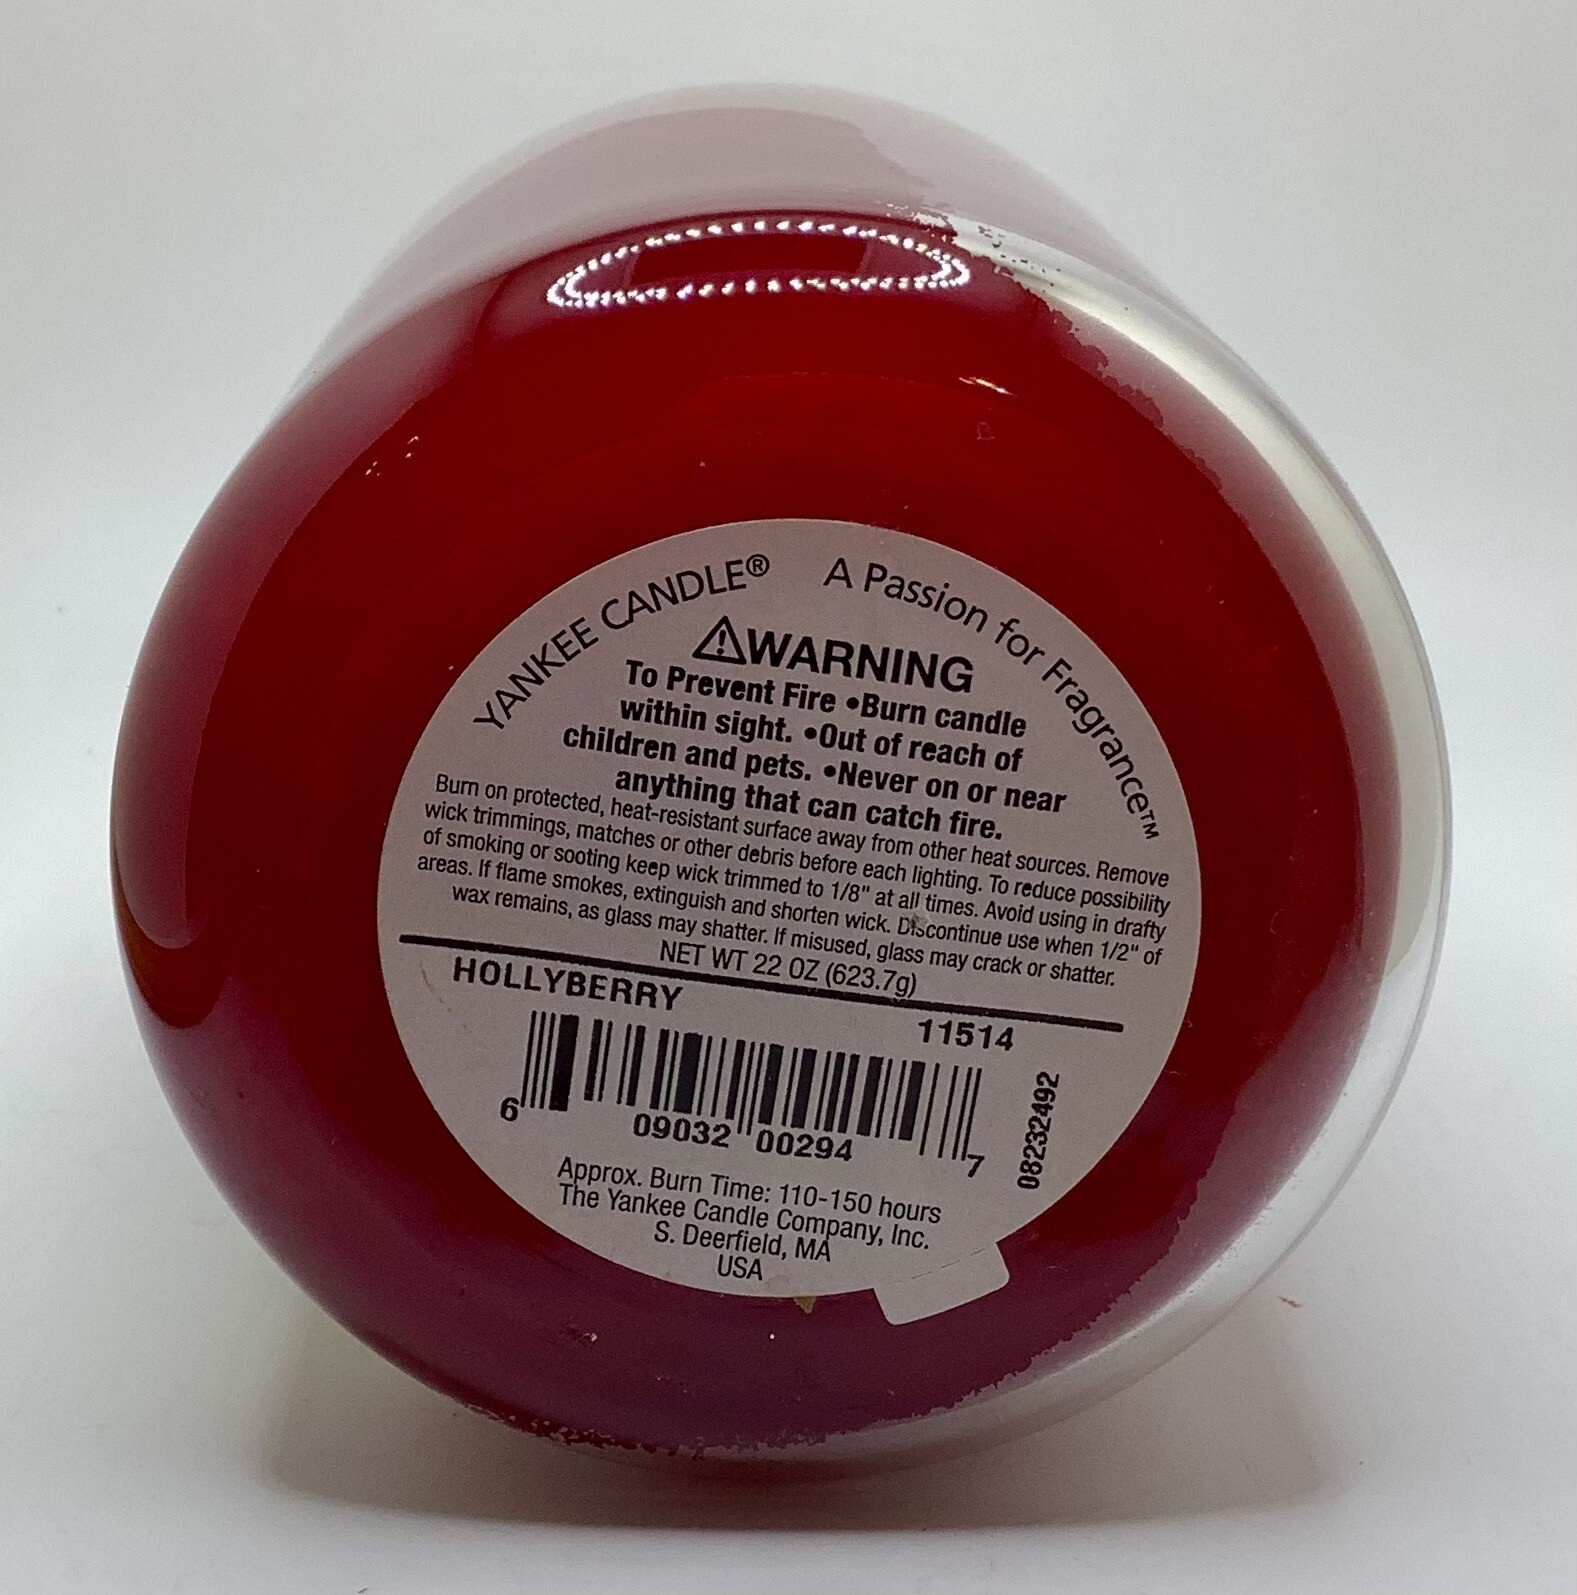 YANKEE CANDLE® A Passion for Fragrance™
⚠WARNING
To Prevent Fire •Burn candle
within sight. •Out of reach of
children and pets. •Never on or near
anything that can catch fire.
Burn on protected, heat-resistant surface away from other heat sources. Remove
wick trimmings, matches or other debris before each lighting. To reduce possibility
of smoking or sooting keep wick trimmed to 1/8" at all times. Avoid using in drafty
areas. If flame smokes, extinguish and shorten wick. Discontinue use when 1/2" of
wax remains, as glass may shatter. If misused, glass may crack or shatter.
NET WT 22 OZ (623.7g)
HOLLYBERRY
11514
6 09032 00294 7
08232492
Approx. Burn Time: 110-150 hours
The Yankee Candle Company, Inc.
S. Deerfield, MA
USA